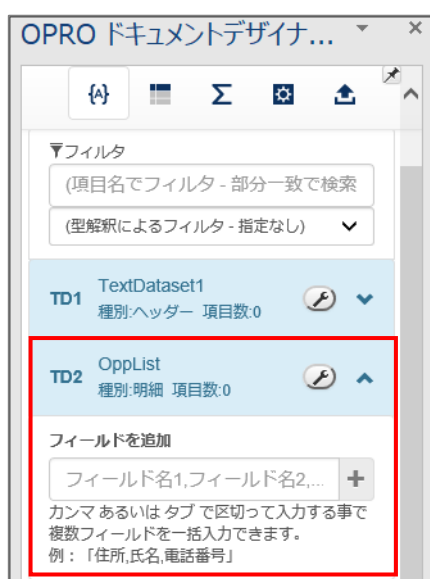 OPRO ドキュメントデザイナ...
{A}
フィルタ
(項目名でフィルタ - 部分一致で検索
(型解釈によるフィルタ - 指定なし)
TD1
TextDataset1
種別:ヘッダー 項目数:0
TD2
OppList
種別:明細 項目数:0
フィールドを追加
フィールド名1,フィールド名2,...
カンマ あるいは タブ で区切って入力する事で
複数フィールドを一括入力できます。
例：「住所,氏名,電話番号」